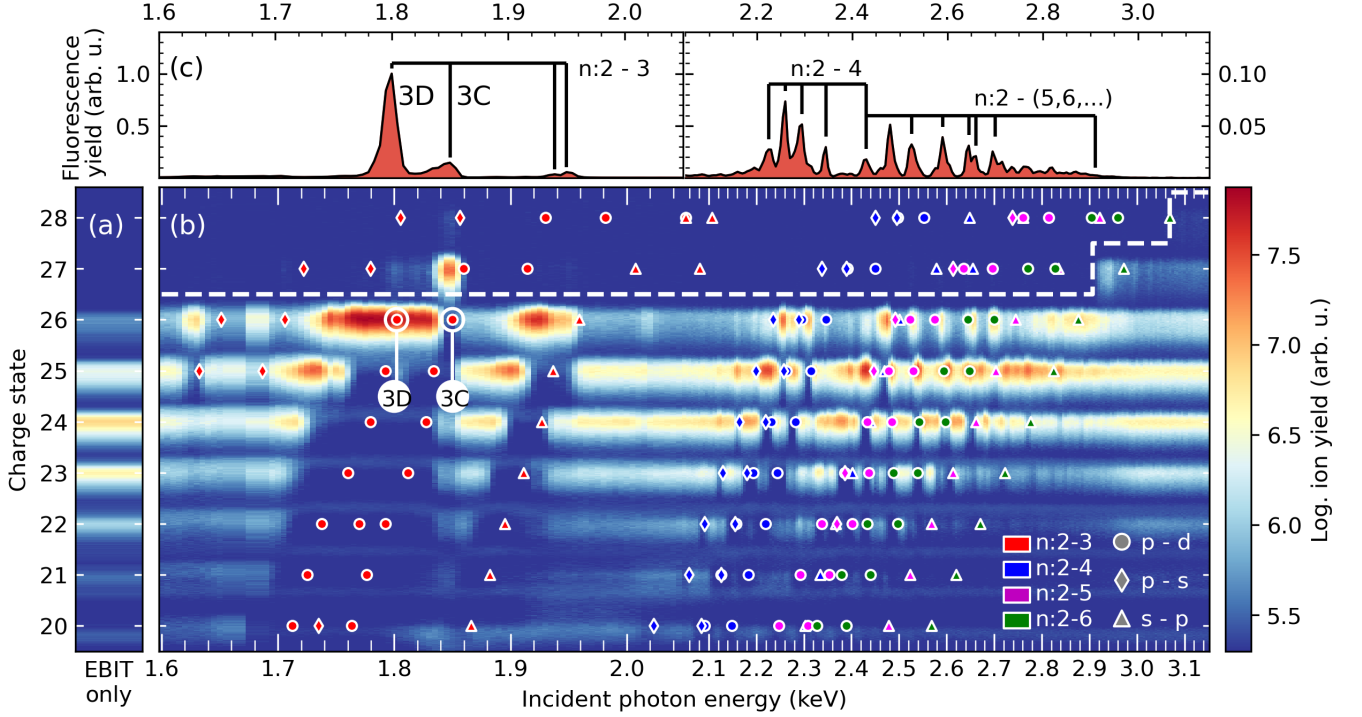 1.6 1.7 1.8 1.9 2.0 2.2 2.4 2.6 2.8 3.0
Fluorescence
yield (arb. u.)
1.0
0.5
(c)
3D 3C
n:2 - 3
n:2 - 4
n:2 - (5,6,...)
0.10
0.05
(a) (b)
Charge state
28
27
26
25
24
23
22
21
20
3D 3C
n:2-3 p - d
n:2-4
n:2-5 p - s
n:2-6 s - p
7.5
7.0
6.5
6.0
5.5
Log. ion yield (arb. u.)
EBIT
only
1.6 1.7 1.8 1.9 2.0 2.1 2.2 2.3 2.4 2.5 2.6 2.7 2.8 2.9 3.0 3.1
Incident photon energy (keV)